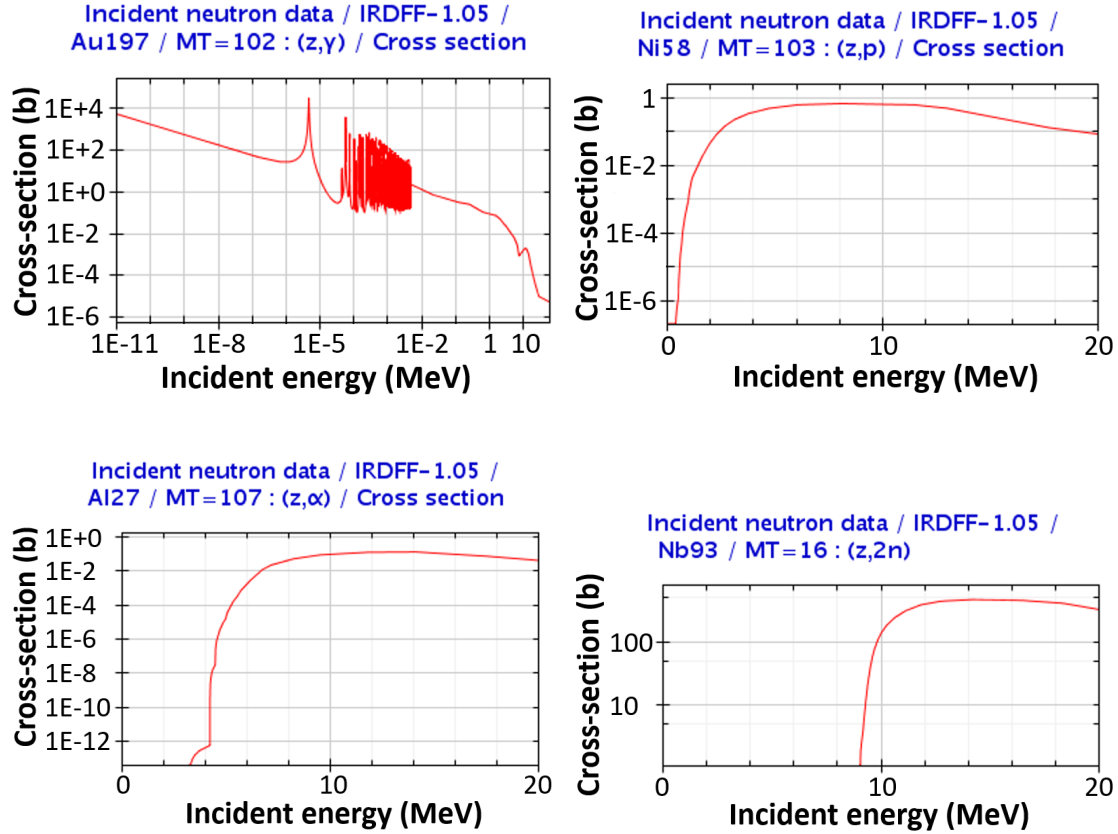 Incident neutron data / IRDFF-1.05 /
Au197 / MT=102 : (z,γ) / Cross section
Cross-section (b)
1E+4
1E+2
1E+0
1E-2
1E-4
1E-6
1E-11
1E-8
1E-5
1E-2
1
10
Incident energy (MeV)
Incident neutron data / IRDFF-1.05 /
Ni58 / MT=103 : (z,p) / Cross section
Cross-section (b)
1
1E-2
1E-4
1E-6
0
10
20
Incident energy (MeV)
Incident neutron data / IRDFF-1.05 /
Al27 / MT=107 : (z,α) / Cross section
Cross-section (b)
1E+0
1E-2
1E-4
1E-6
1E-8
1E-10
1E-12
0
10
20
Incident energy (MeV)
Incident neutron data / IRDFF-1.05 /
Nb93 / MT=16 : (z,2n)
Cross-section (b)
100
10
0
10
20
Incident energy (MeV)